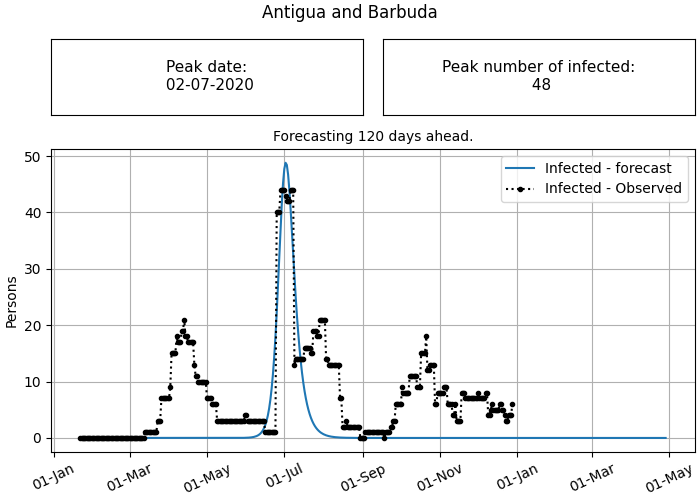 Antigua and Barbuda
Peak date:
02-07-2020
Peak number of infected:
48
Forecasting 120 days ahead.
50
40
30
20
10
0
Persons
Infected - forecast
Infected - Observed
01-Jan
01-Mar
01-May
01-Jul
01-Sep
01-Nov
01-Jan
01-Mar
01-May